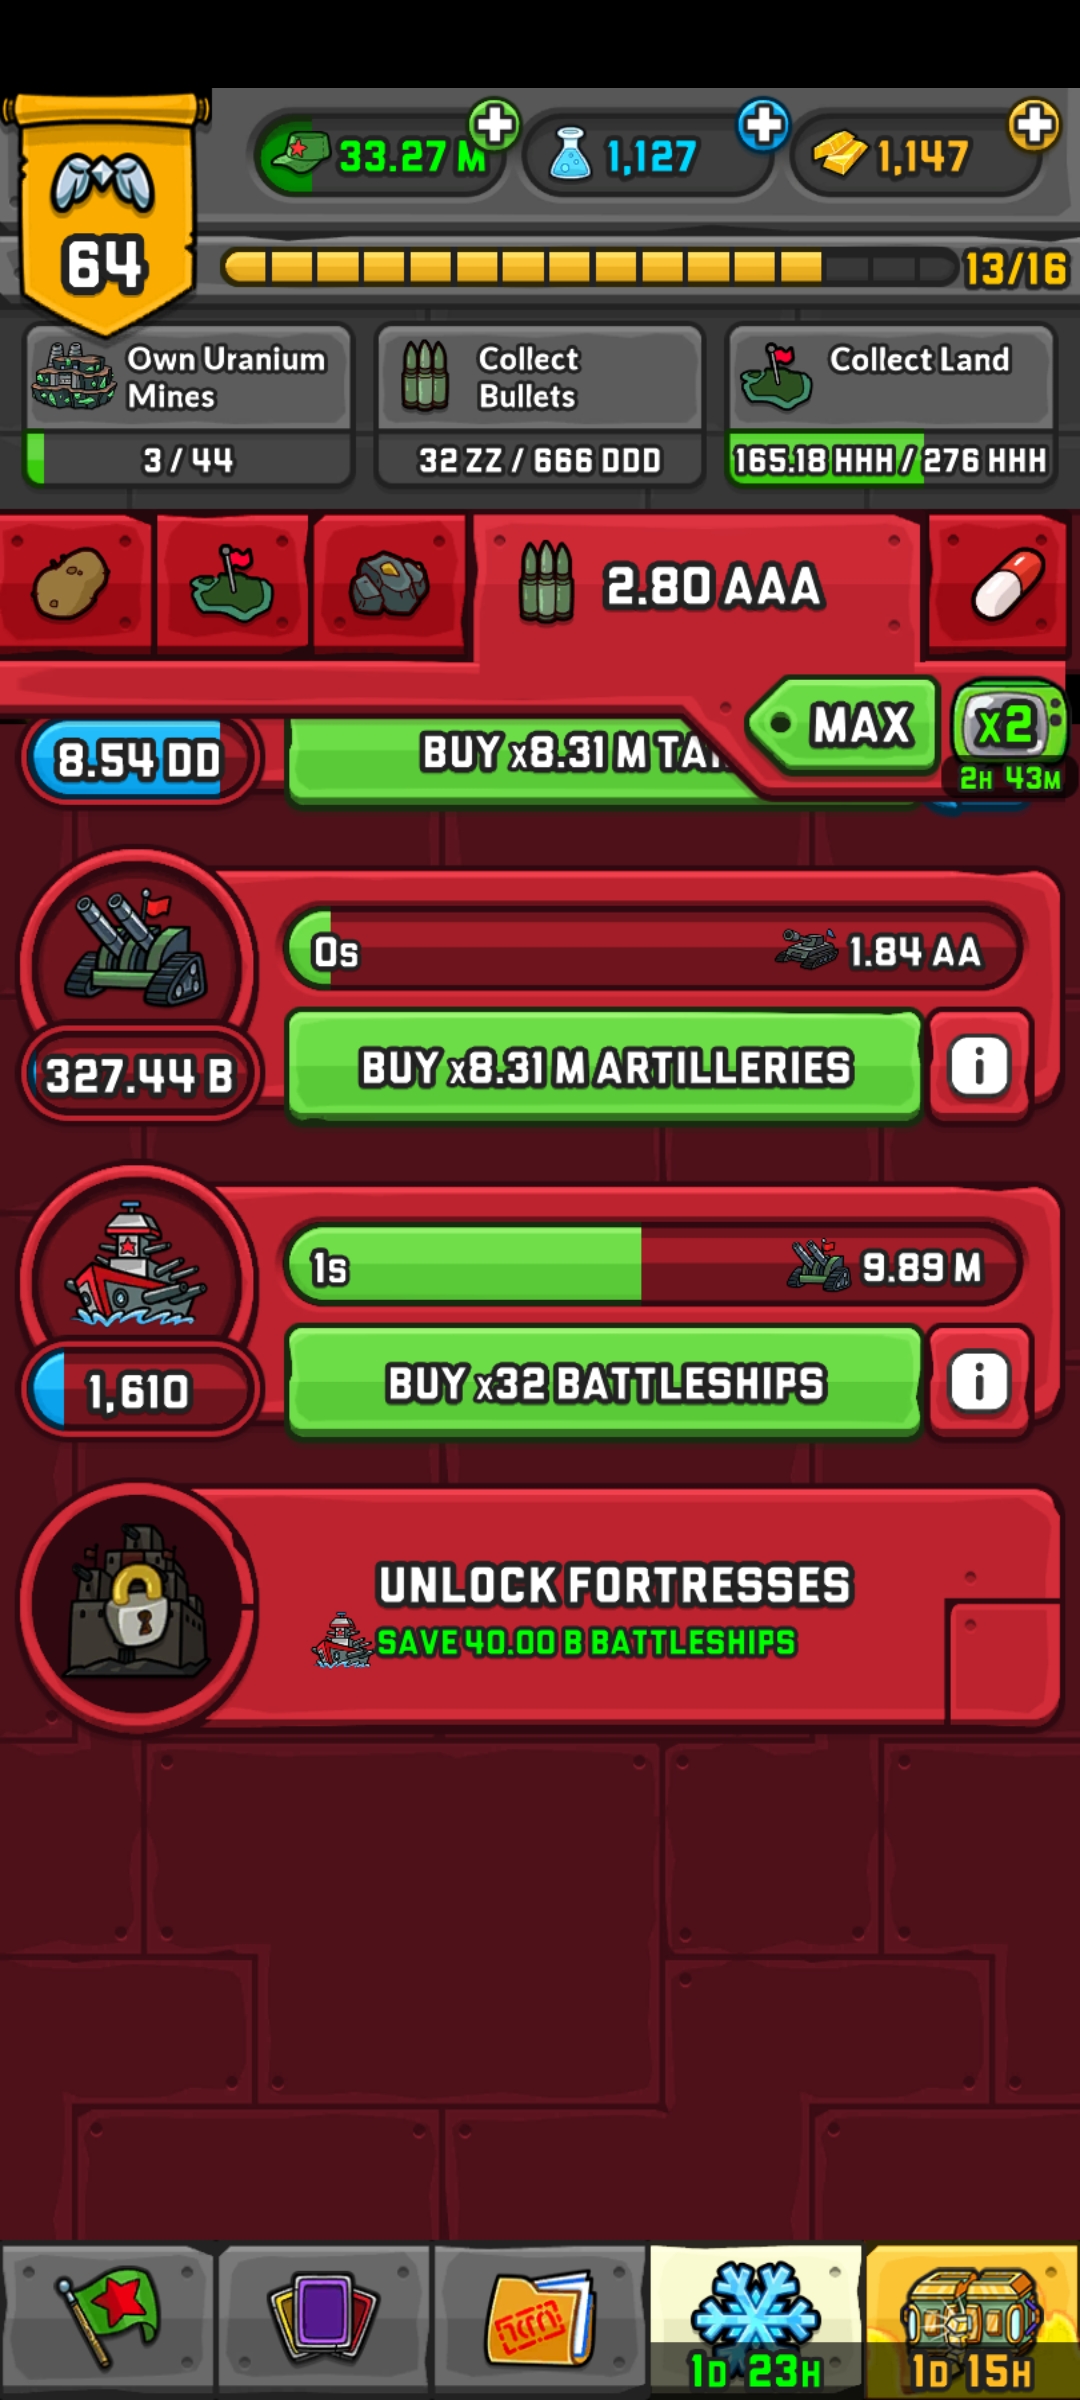 33.27 M
1,127
1,147
64
13/16
Own Uranium
Mines
3 / 44
Collect
Bullets
32 ZZ / 666 DDD
Collect Land
165.18 HHH / 276 HHH
2.80 AAA
MAX
x2
2H 43M
8.54 DD
BUY x8.31 M
0s
1.84 AA
327.44 B
BUY x8.31 M ARTILLERIES
i
1s
9.89 M
1,610
BUY x32 BATTLESHIPS
i
UNLOCK FORTRESSES
SAVE 40.00 B BATTLESHIPS
1D 23H
1D 15H